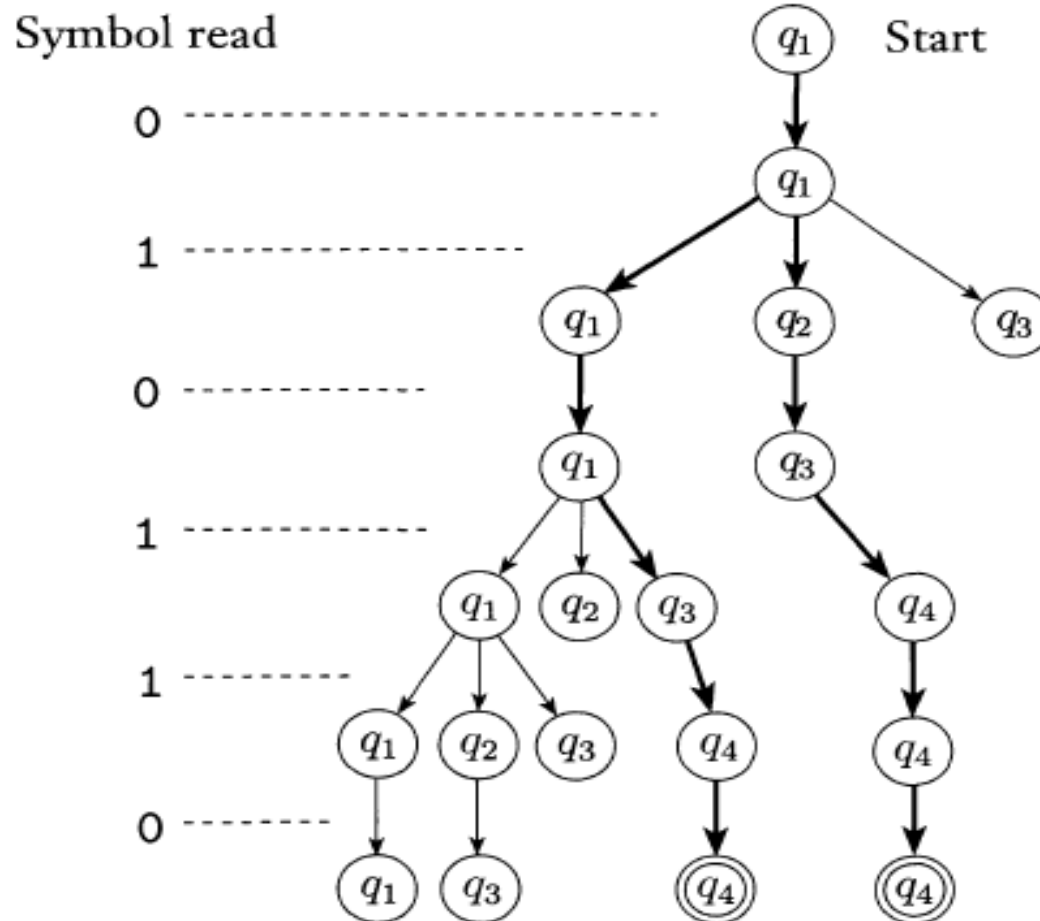 Symbol read q₁ Start
0
q₁
1
q₁ q₂ q₃
0
q₁ q₃
1
q₁ q₂ q₃ q₄
1
q₁ q₂ q₃ q₄ q₄
0
q₁ q₃ q₄ q₄